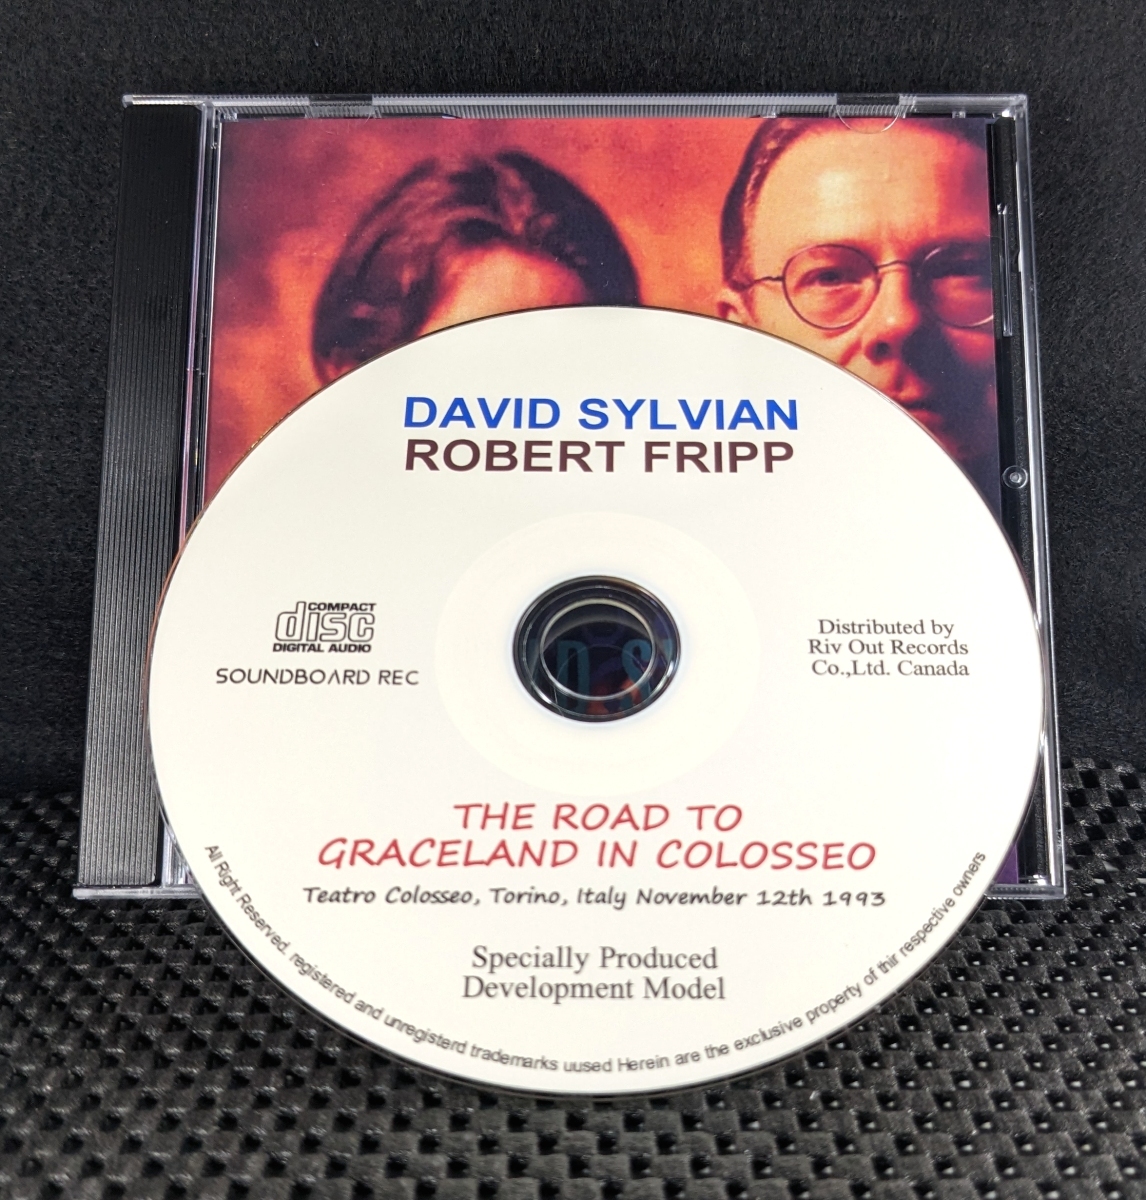 DAVID SYLVIAN
ROBERT FRIPP
COMPACT
disc
DIGITAL AUDIO
SOUNDBOARD REC
Distributed by
Riv Out Records
Co.,Ltd. Canada
THE ROAD TO
GRACELAND IN COLOSSEO
Teatro Colosseo, Torino, Italy November 12th 1993
Specially Produced
Development Model
All Right Reserved. registered and unregisterd trademarks uused Herein are the exclusive property of thir respective owners